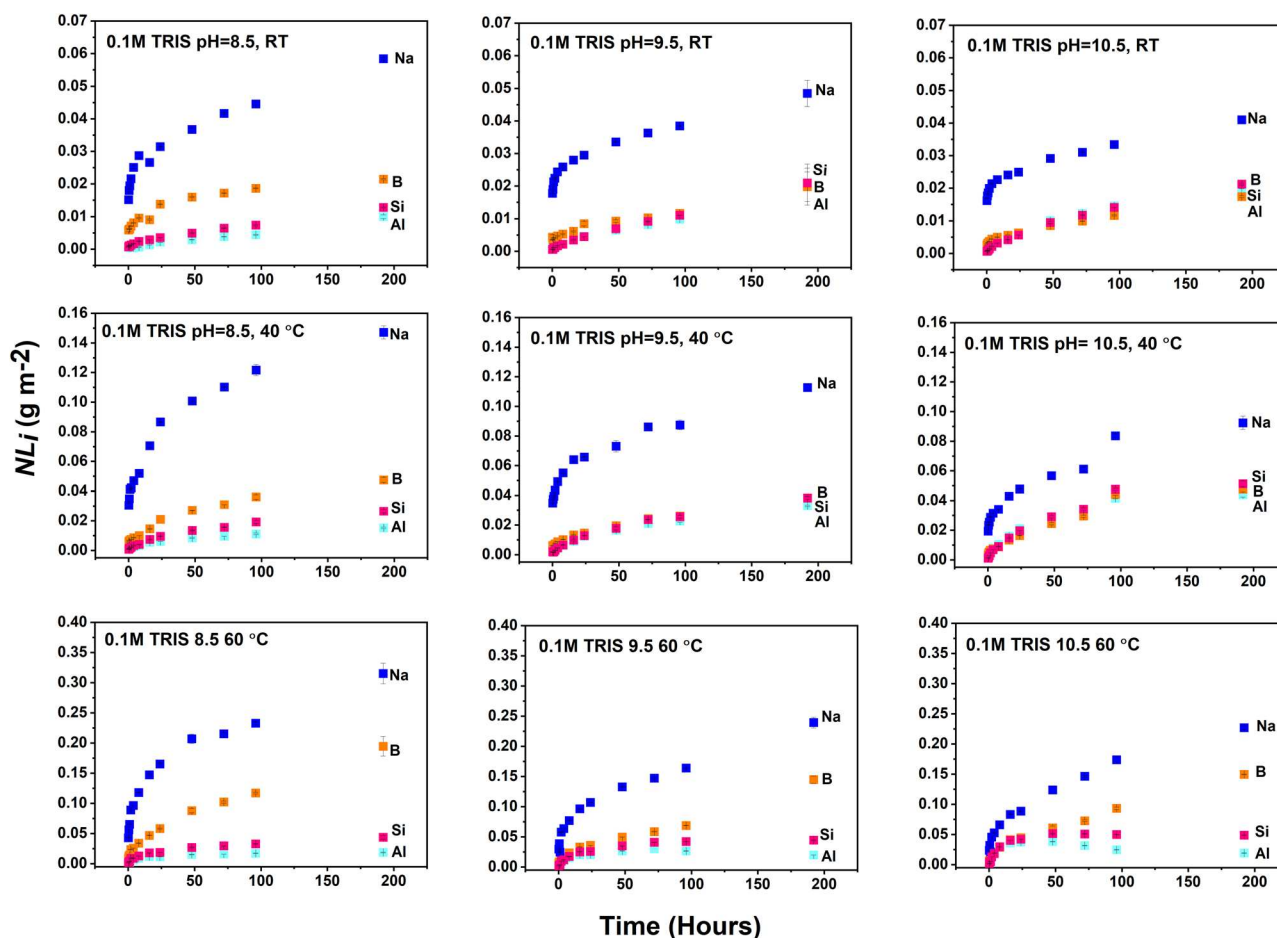 0.1M TRIS pH=8.5, RT
0.07
0.06
0.05
0.04
0.03
0.02
0.01
0.00
Na
B
Si
Al
0 50 100 150 200
0.1M TRIS pH=9.5, RT
0.07
0.06
0.05
0.04
0.03
0.02
0.01
0.00
Na
Si
B
Al
0 50 100 150 200
0.1M TRIS pH=10.5, RT
0.07
0.06
0.05
0.04
0.03
0.02
0.01
0.00
Na
B
Si
Al
0 50 100 150 200
NLi (g m-2)
0.1M TRIS pH=8.5, 40 °C
0.16
0.14
0.12
0.10
0.08
0.06
0.04
0.02
0.00
Na
B
Si
Al
0 50 100 150 200
0.1M TRIS pH=9.5, 40 °C
0.16
0.14
0.12
0.10
0.08
0.06
0.04
0.02
0.00
Na
B
Si
Al
0 50 100 150 200
0.1M TRIS pH= 10.5, 40 °C
0.16
0.14
0.12
0.10
0.08
0.06
0.04
0.02
0.00
Na
Si
B
Al
0 50 100 150 200
0.1M TRIS 8.5 60 °C
0.40
0.35
0.30
0.25
0.20
0.15
0.10
0.05
0.00
Na
B
Si
Al
0 50 100 150 200
0.1M TRIS 9.5 60 °C
0.40
0.35
0.30
0.25
0.20
0.15
0.10
0.05
0.00
Na
B
Si
Al
0 50 100 150 200
0.1M TRIS 10.5 60 °C
0.40
0.35
0.30
0.25
0.20
0.15
0.10
0.05
0.00
Na
B
Si
Al
0 50 100 150 200
Time (Hours)